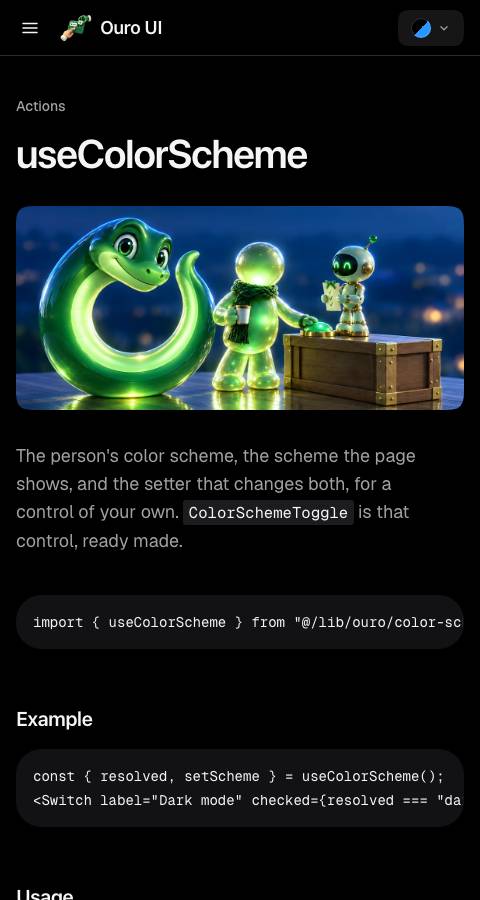 Ouro UI
Actions
useColorScheme
The person's color scheme, the scheme the page
shows, and the setter that changes both, for a
control of your own. ColorSchemeToggle is that
control, ready made.
import { useColorScheme } from "@/lib/ouro/color-sc
Example
const { resolved, setScheme } = useColorScheme();
<Switch label="Dark mode" checked={resolved === "da
Usage